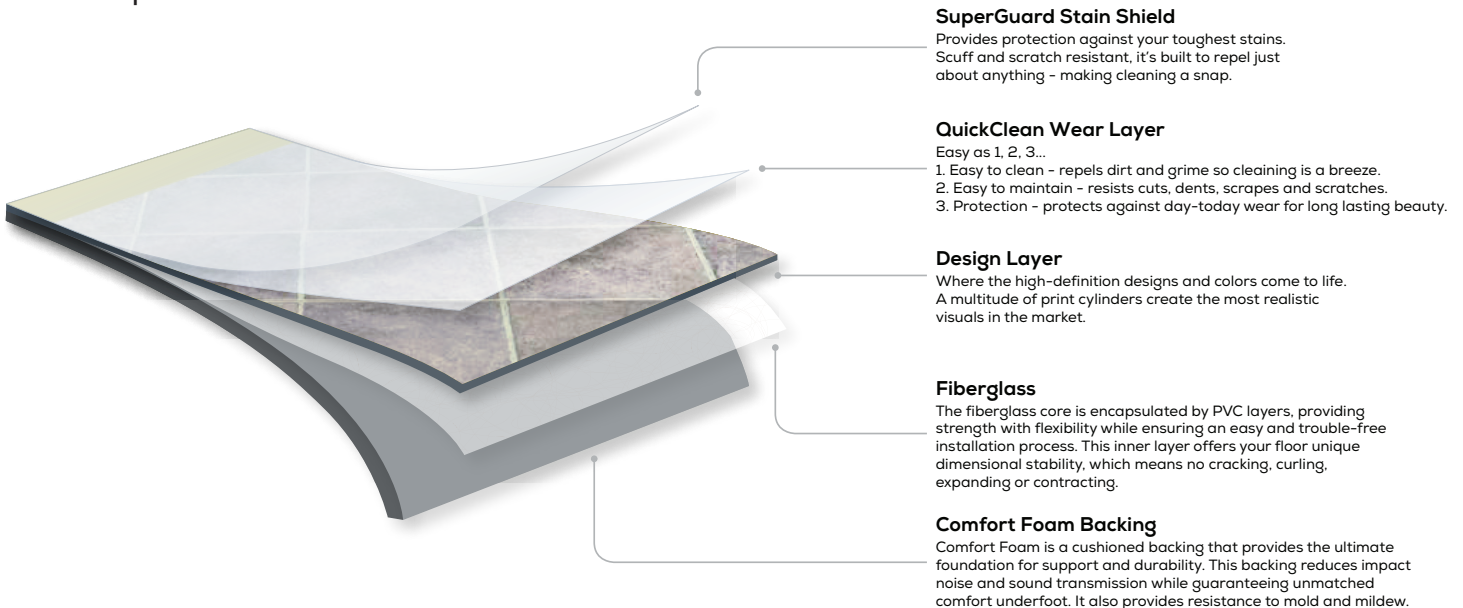 SuperGuard Stain Shield
Provides protection against your toughest stains.
Scuff and scratch resistant, it's built to repel just
about anything - making cleaning a snap.
QuickClean Wear Layer
Easy as 1, 2, 3...
1. Easy to clean - repels dirt and grime so cleaining is a breeze.
2. Easy to maintain - resists cuts, dents, scrapes and scratches.
3. Protection - protects against day-today wear for long lasting beauty.
Design Layer
Where the high-definition designs and colors come to life.
A multitude of print cylinders create the most realistic
visuals in the market.
Fiberglass
The fiberglass core is encapsulated by PVC layers, providing
strength with flexibility while ensuring an easy and trouble-free
installation process. This inner layer offers your floor unique
dimensional stability, which means no cracking, curling,
expanding or contracting.
Comfort Foam Backing
Comfort Foam is a cushioned backing that provides the ultimate
foundation for support and durability. This backing reduces impact
noise and sound transmission while guaranteeing unmatched
comfort underfoot. It also provides resistance to mold and mildew.